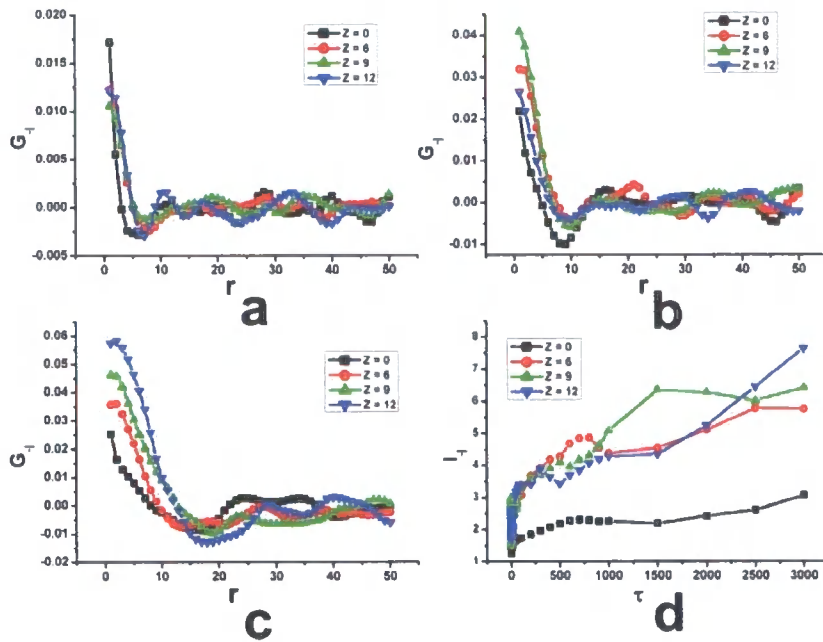 0.020
0.015
0.010
0.005
0.000
-0.005
0 10 20 30 40 50
r
a
Z = 0
Z = 6
Z = 9
Z = 12
0.04
0.03
0.02
0.01
0.00
-0.01
0 10 20 30 40 50
r
b
Z = 0
Z = 6
Z = 9
Z = 12
0.06
0.05
0.04
0.03
0.02
0.01
0.00
-0.01
-0.02
0 10 20 30 40 50
r
c
Z = 0
Z = 6
Z = 9
Z = 12
8
7
6
5
4
3
2
1
0 500 1000 1500 2000 2500 3000
τ
d
Z = 0
Z = 6
Z = 9
Z = 12